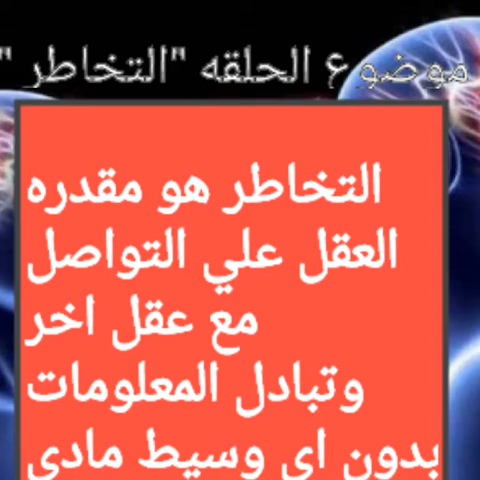 موضوع الحلقه "التخاطر "
التخاطر هو مقدره
العقل علي التواصل
مع عقل اخر
وتبادل المعلومات
بدون اي وسيط مادي